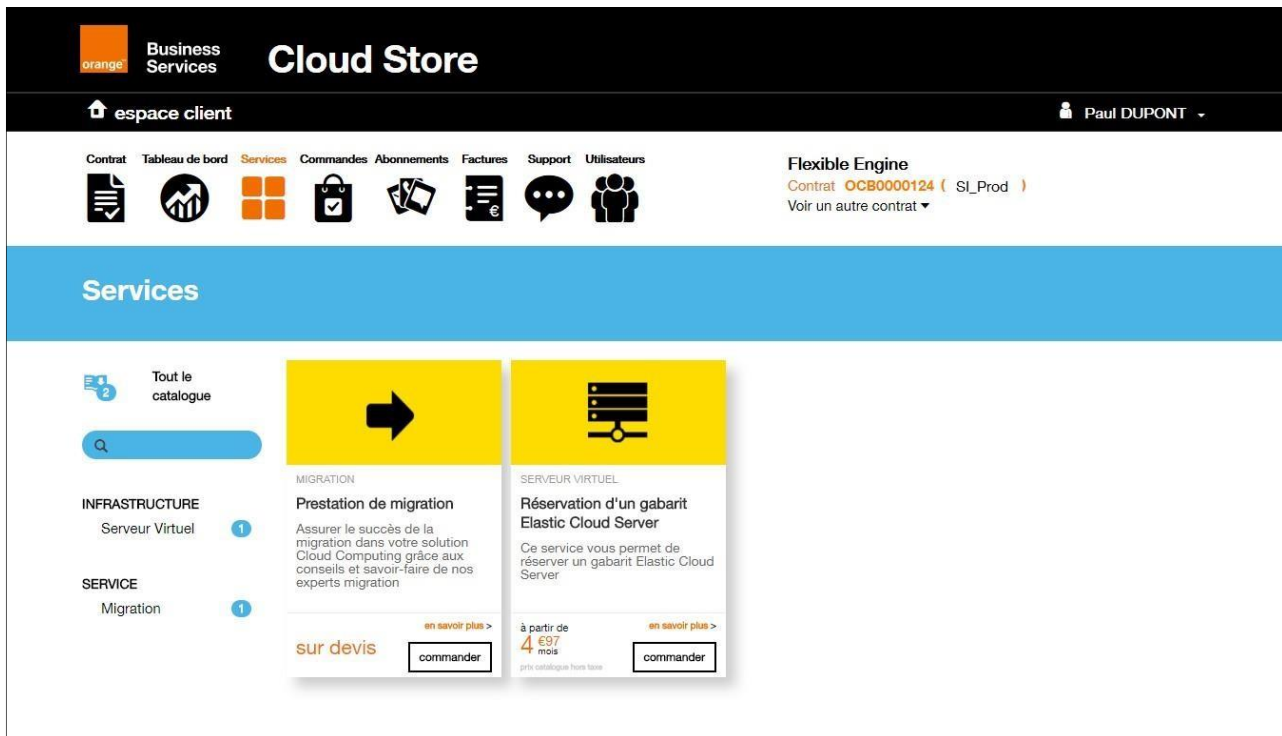 orange™
Business
Services
Cloud Store
espace client
Paul DUPONT
Contrat
Tableau de bord
Services
Commandes
Abonnements
Factures
Support
Utilisateurs
€
Flexible Engine
Contrat OCB0000124 ( SI_Prod )
Voir un autre contrat
Services
2
Tout le
catalogue
INFRASTRUCTURE
Serveur Virtuel 1
SERVICE
Migration 1
MIGRATION
Prestation de migration
Assurer le succès de la
migration dans votre solution
Cloud Computing grâce aux
conseils et savoir-faire de nos
experts migration
en savoir plus >
sur devis
commander
SERVEUR VIRTUEL
Réservation d'un gabarit
Elastic Cloud Server
Ce service vous permet de
réserver un gabarit Elastic Cloud
Server
à partir de
en savoir plus >
4 €97
mois
prix catalogue hors taxe
commander